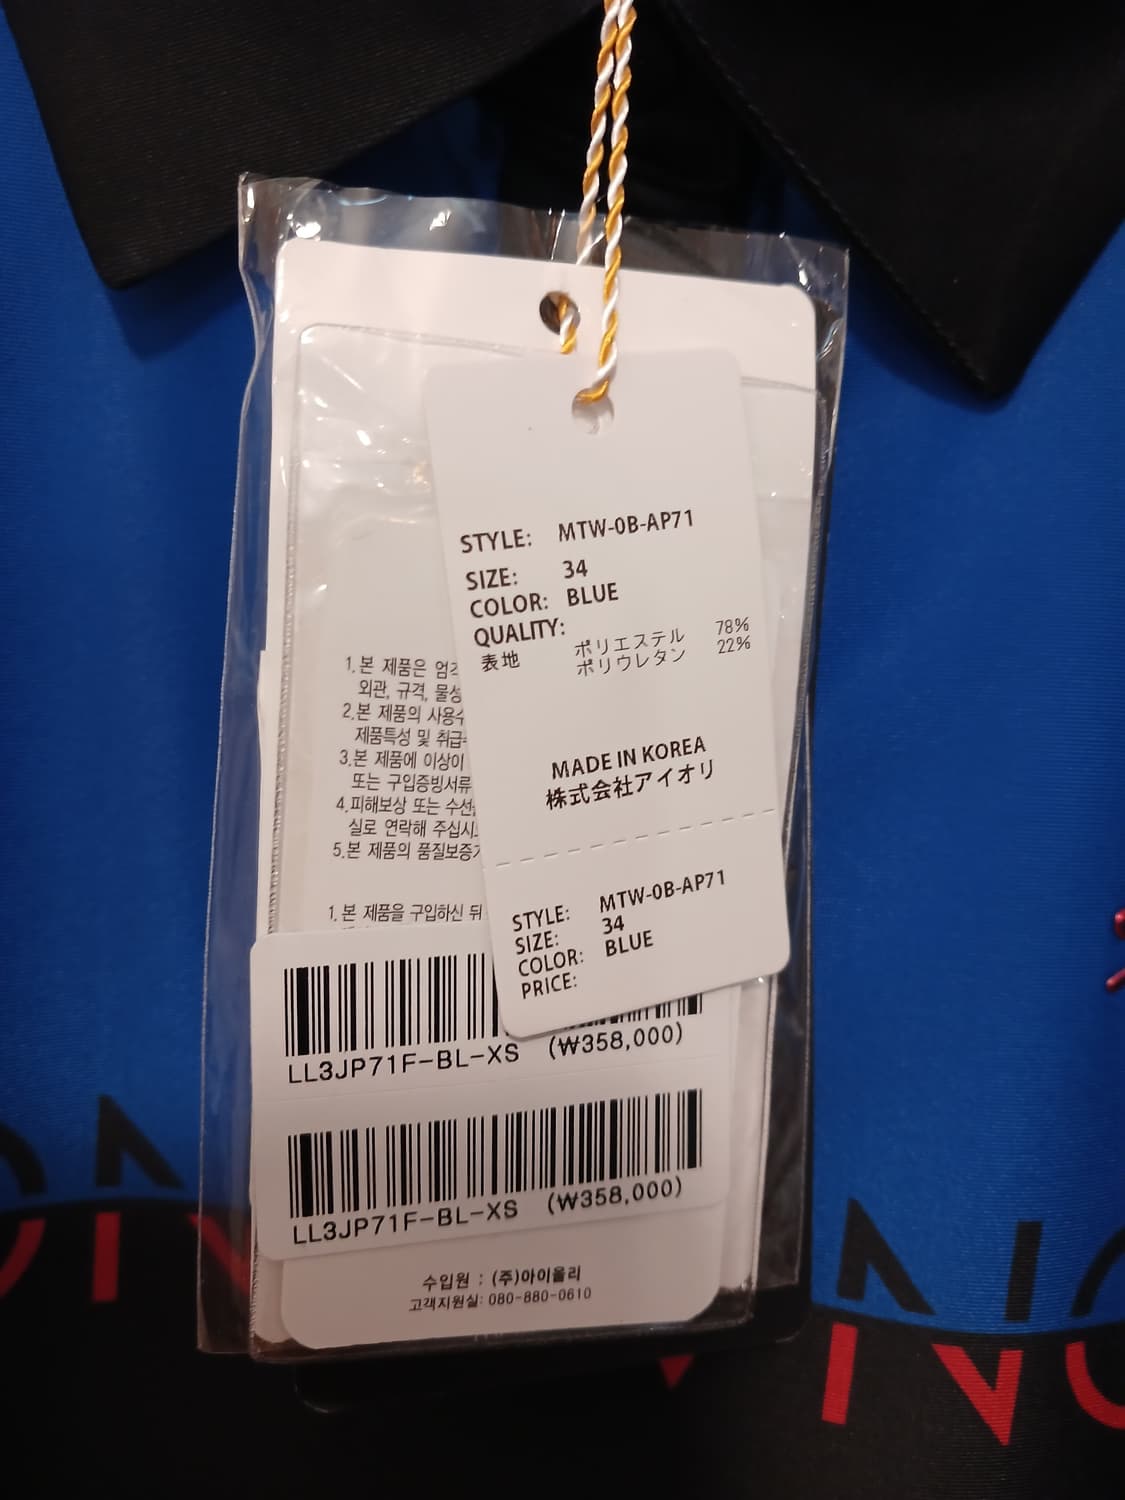 STYLE: MTW-0B-AP71
SIZE: 34
COLOR: BLUE
QUALITY:
表地 ポリエステル 78%
ポリウレタン 22%
MADE IN KOREA
株式会社アイオリ
STYLE: MTW-0B-AP71
SIZE: 34
COLOR: BLUE
PRICE:
1.본 제품은
외관, 규격, 물성
2.본 제품의 사용
제품특성 및 취급
3.본 제품에 이상이
또는 구입증빙서류
4.피해보상 또는 수선
실로 연락해 주십시
5.본 제품의 품질보증
1.본 제품을 구입하신 뒤
LL3JP71F-BL-XS (₩358,000)
LL3JP71F-BL-XS (₩358,000)
수입원 : (주)아이올리
고객지원실: 080-880-0610